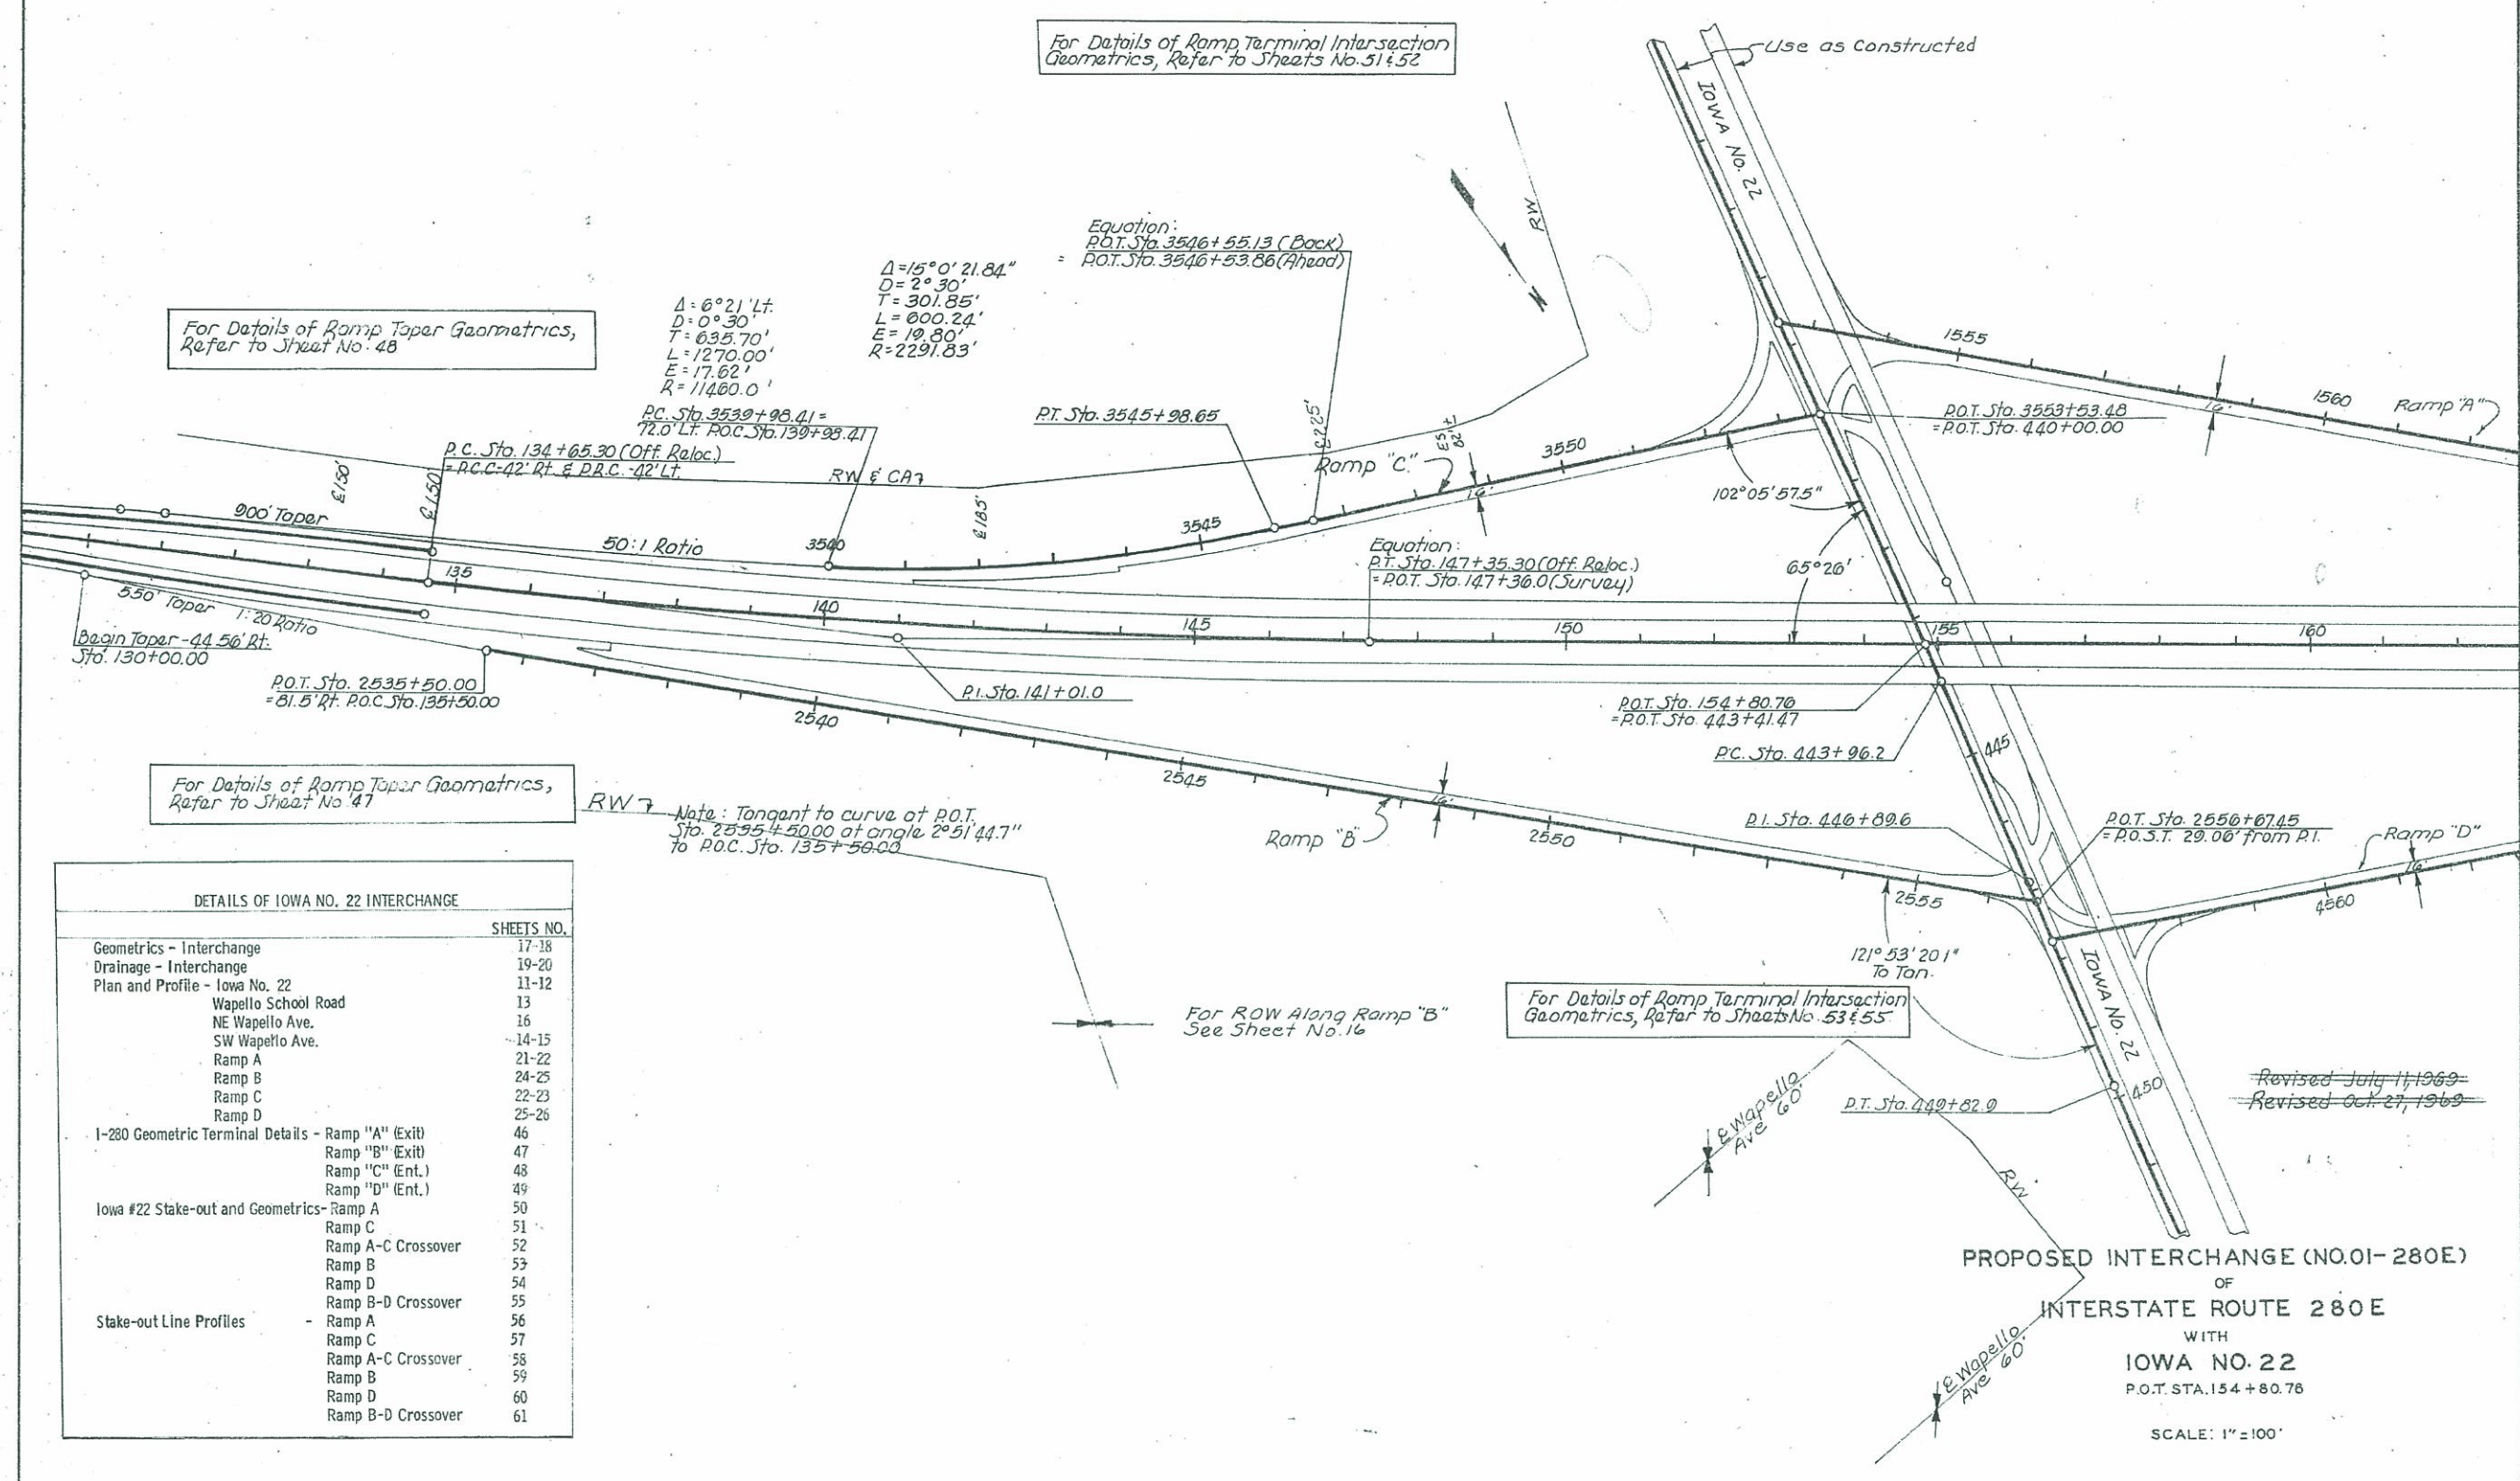 For Details of Ramp Terminal Intersection
Geometrics, Refer to Sheets No. 51 & 52
Use as Constructed
IOWA No. 22
RW
Equation:
P.O.T. Sta. 3546+55.13 (Back)
= P.O.T. Sta. 3546+53.86 (Ahead)
Δ=15°0'21.84"
D=2°30'
T=301.85'
L=600.24'
E=19.80'
R=2291.83'
Δ=6°21' Lt.
D=0°30'
T=635.70'
L=1270.00'
E=17.62'
R=11460.0'
For Details of Ramp Taper Geometrics,
Refer to Sheet No. 48
P.C. Sta. 3539+98.41 =
72.0' Lt. P.O.C. Sta. 139+98.41
P.T. Sta. 3545+98.65
P.C. Sta. 134+65.30 (Off. Reloc.)
= P.C.C.-42' Rt. & P.R.C.-42' Lt.
RW & CA
£150'
£150'
£185'
£225'
Ramp "C"
16'
3550
1555
16'
1560
Ramp "A"
P.O.T. Sta. 3553+53.48
= P.O.T. Sta. 440+00.00
102°05'57.5"
65°26'
900' Taper
50:1 Ratio
3540
3545
Equation:
P.T. Sta. 147+35.30 (Off. Reloc.)
= P.O.T. Sta. 147+36.0 (Survey)
135
140
145
150
155
160
550' Taper
1:20 Ratio
Begin Taper-44.56' Rt.
Sta. 130+00.00
P.O.T. Sta. 2535+50.00
=81.5' Rt. P.O.C. Sta. 135+50.00
P.I. Sta. 141+01.0
P.O.T. Sta. 154+80.76
=P.O.T. Sta. 443+41.47
P.C. Sta. 443+96.2
445
2540
2545
2550
2555
16'
Ramp "B"
P.I. Sta. 446+89.6
P.O.T. Sta. 2556+67.45
= P.O.S.T. 29.06' from P.I.
Ramp "D"
16'
4560
For Details of Ramp Taper Geometrics,
Refer to Sheet No. 47
RW
Note: Tangent to curve at P.O.T.
Sta. 2535+50.00 at angle 2°51'44.7"
to P.O.C. Sta. 135+50.00
121°53'20.1"
To Tan.
For Details of Ramp Terminal Intersection
Geometrics, Refer to Sheets No. 53 & 55
For ROW Along Ramp "B"
See Sheet No. 16
IOWA No. 22
450
P.T. Sta. 449+82.9
Revised July 11, 1969
Revised Oct. 27, 1969
₠ Wapello
Ave 60'
RW
₠ Wapello
Ave 60'
DETAILS OF IOWA NO. 22 INTERCHANGE
SHEETS NO.
Geometrics - Interchange 17-18
Drainage - Interchange 19-20
Plan and Profile - Iowa No. 22 11-12
Wapello School Road 13
NE Wapello Ave. 16
SW Wapello Ave. 14-15
Ramp A 21-22
Ramp B 24-25
Ramp C 22-23
Ramp D 25-26
I-280 Geometric Terminal Details - Ramp "A" (Exit) 46
Ramp "B" (Exit) 47
Ramp "C" (Ent.) 48
Ramp "D" (Ent.) 49
Iowa #22 Stake-out and Geometrics- Ramp A 50
Ramp C 51
Ramp A-C Crossover 52
Ramp B 53
Ramp D 54
Ramp B-D Crossover 55
Stake-out Line Profiles - Ramp A 56
Ramp C 57
Ramp A-C Crossover 58
Ramp B 59
Ramp D 60
Ramp B-D Crossover 61
PROPOSED INTERCHANGE (NO.01-280E)
OF
INTERSTATE ROUTE 280E
WITH
IOWA NO. 22
P.O.T. STA. 154+80.76
SCALE: 1"=100'